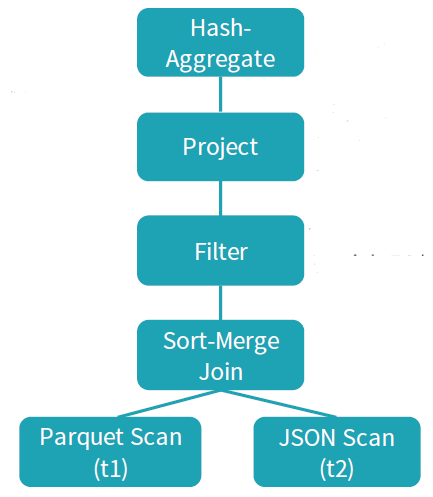 Hash-
Aggregate
Project
Filter
Sort-Merge
Join
Parquet Scan
(t1)
JSON Scan
(t2)